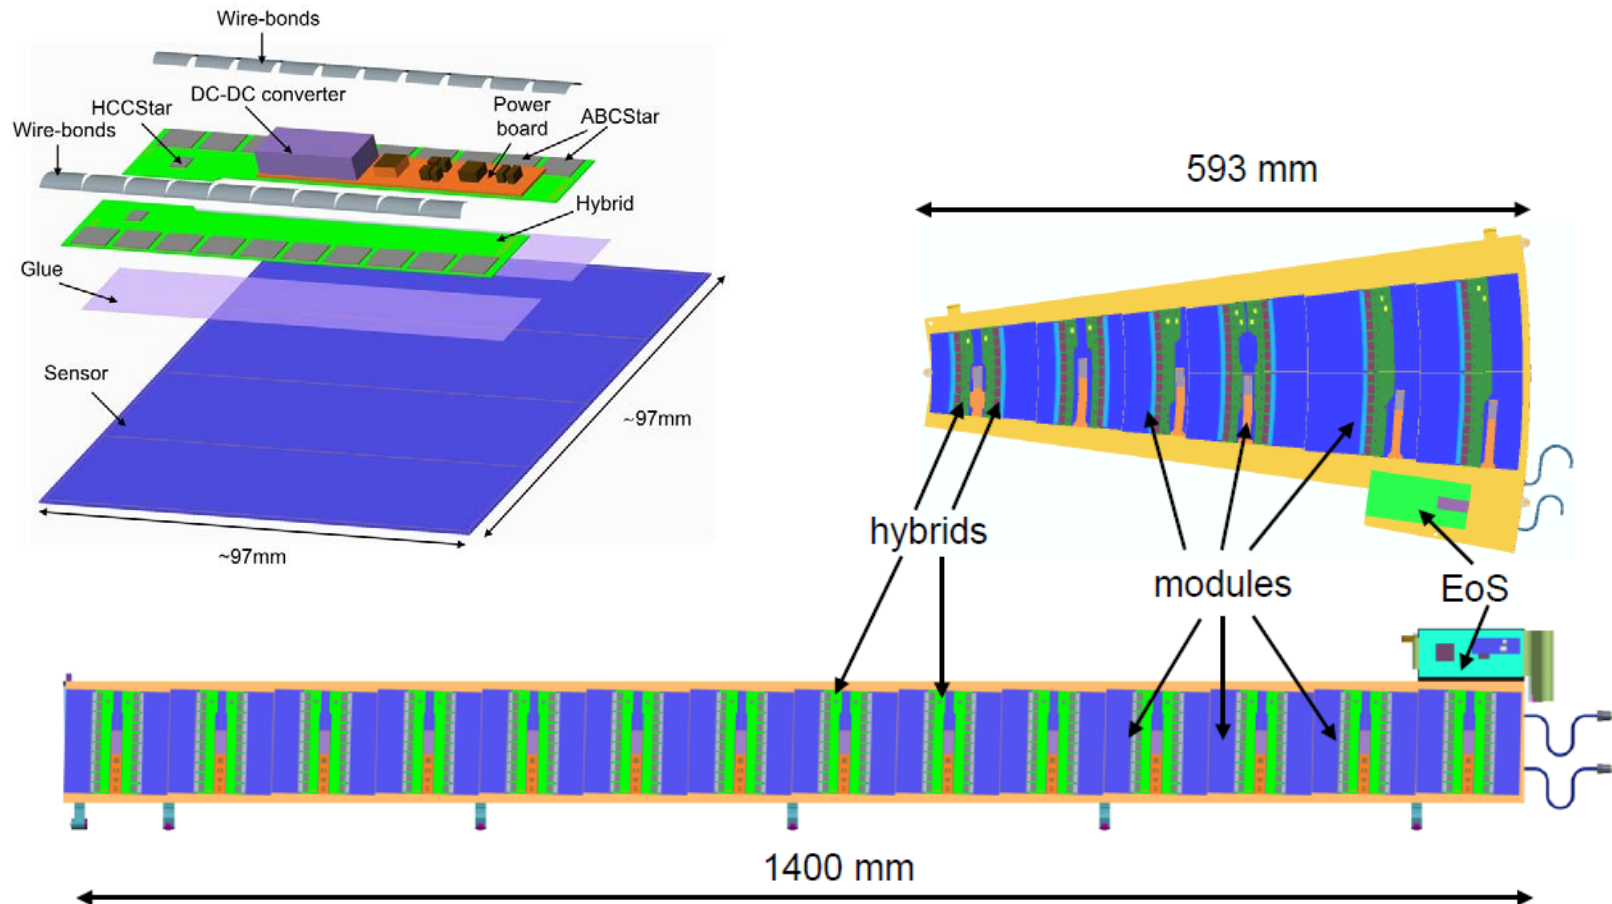 Wire-bonds
DC-DC converter
HCCStar
Power
board
ABCStar
Wire-bonds
Hybrid
Glue
Sensor
~97mm
~97mm
593 mm
hybrids
modules
EoS
1400 mm